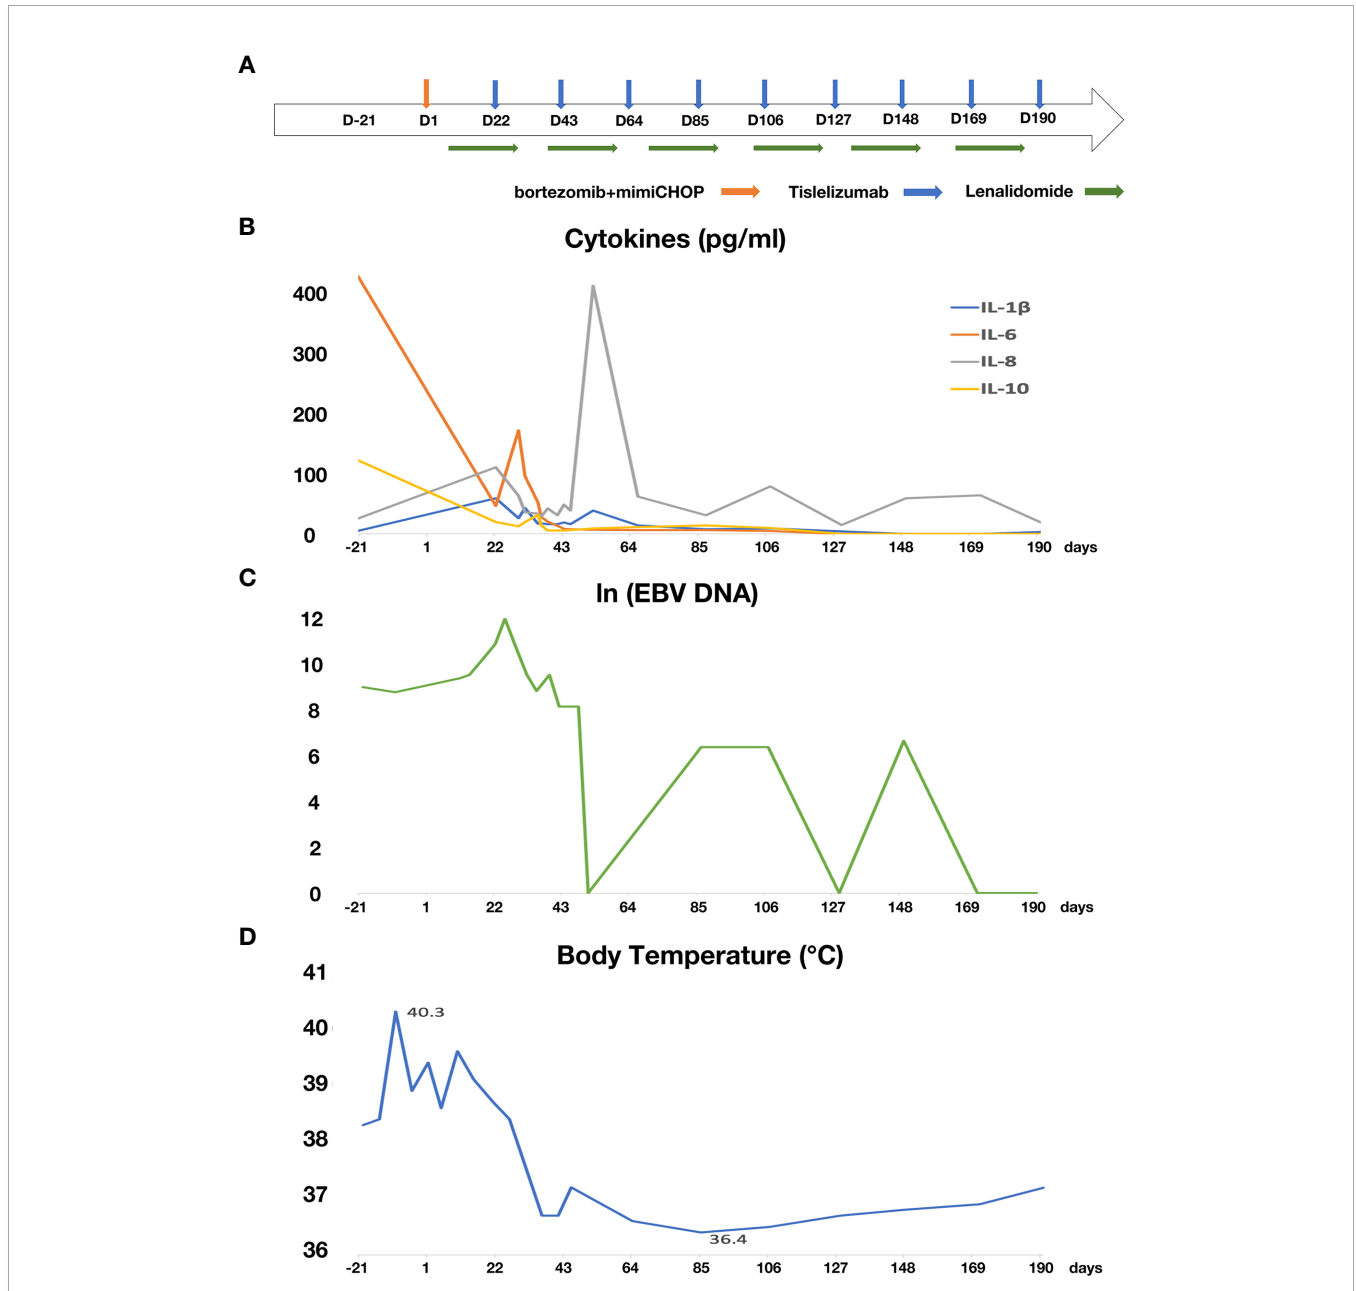 A
D-21 D1 D22 D43 D64 D85 D106 D127 D148 D169 D190
bortezomib+mimiCHOP Tislelizumab Lenalidomide
B
Cytokines (pg/ml)
400
300
200
100
0
IL-1β
IL-6
IL-8
IL-10
-21 1 22 43 64 85 106 127 148 169 190 days
C
ln (EBV DNA)
12
10
8
6
4
2
0
-21 1 22 43 64 85 106 127 148 169 190 days
D
Body Temperature (°C)
41
40
39
38
37
36
40.3
36.4
-21 1 22 43 64 85 106 127 148 169 190 days